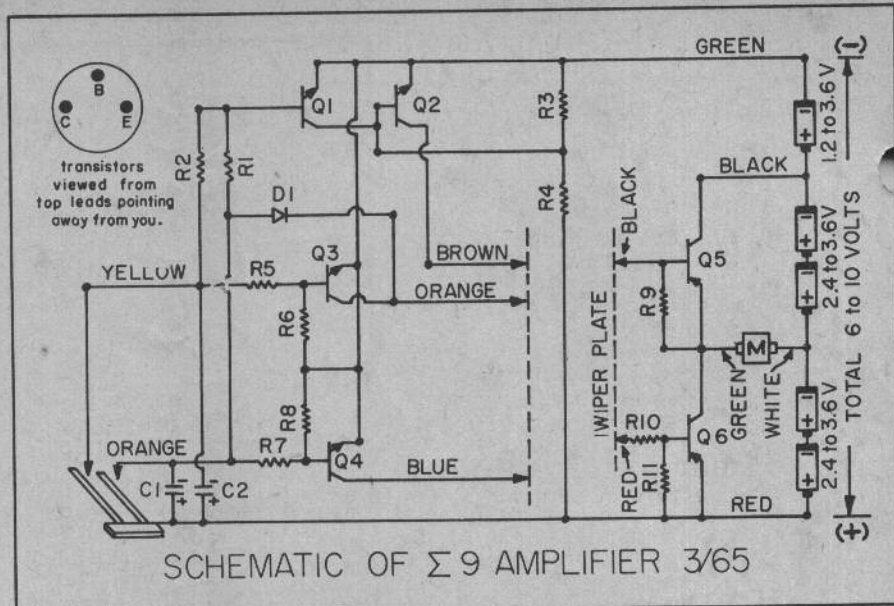 B
C
E
transistors
viewed from
top leads pointing
away from you.
GREEN
(-)
Q1
Q2
R3
1.2 to 3.6 V
R2
R1
R4
BLACK
BLACK
D1
Q3
BROWN
Q5
2.4 to 3.6 V
YELLOW
R5
ORANGE
R9
TOTAL 6 to 10 VOLTS
R6
WIPER PLATE
M
GREEN
WHITE
R8
R10
Q6
2.4 to 3.6 V
ORANGE
R7
Q4
RED
R11
C1
C2
BLUE
RED
(+)
SCHEMATIC OF Σ 9 AMPLIFIER 3/65